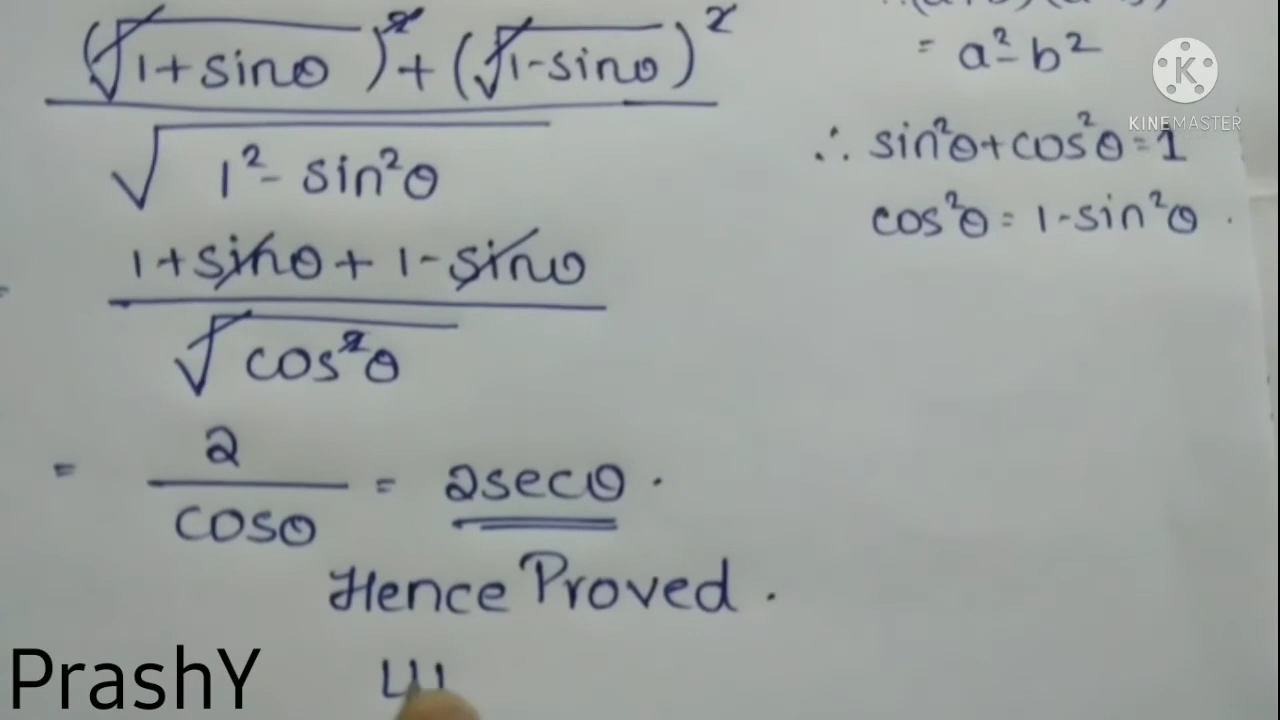 (√1+sinθ)² + (√1-sinθ)²
√1²-sin²θ
= 1+sinθ+1-sinθ
√cos²θ
= 2
cosθ
= 2secθ.
Hence Proved.
= a²-b²
∴ sin²θ+cos²θ=1
cos²θ = 1-sin²θ.
K
KINEMASTER
PrashY